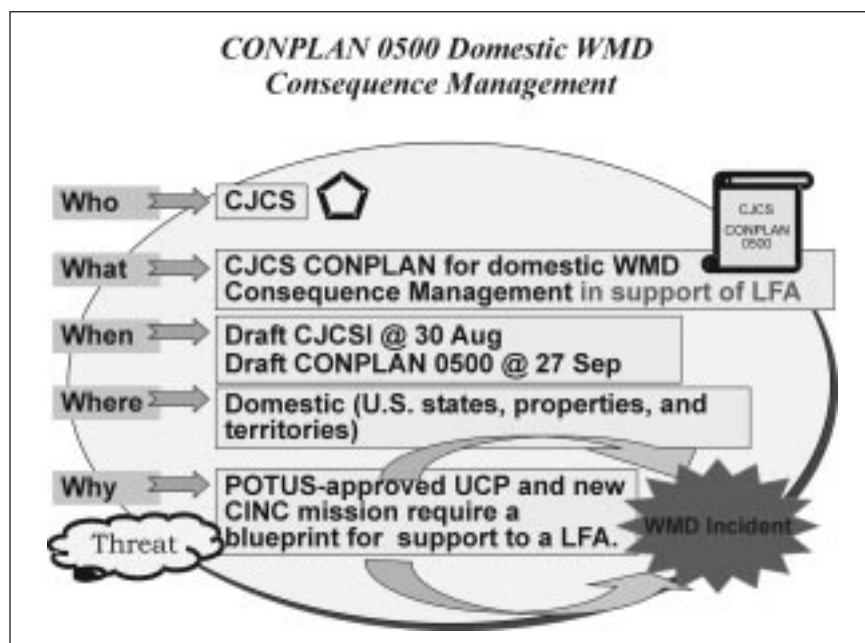 CONPLAN 0500 Domestic WMD
Consequence Management
Who
CJCS
CJCS
CONPLAN
0500
What
CJCS CONPLAN for domestic WMD
Consequence Management in support of LFA
When
Draft CJCSI @ 30 Aug
Draft CONPLAN 0500 @ 27 Sep
Where
Domestic (U.S. states, properties, and
territories)
Why
POTUS-approved UCP and new
CINC mission require a
blueprint for support to a LFA.
Threat
WMD Incident